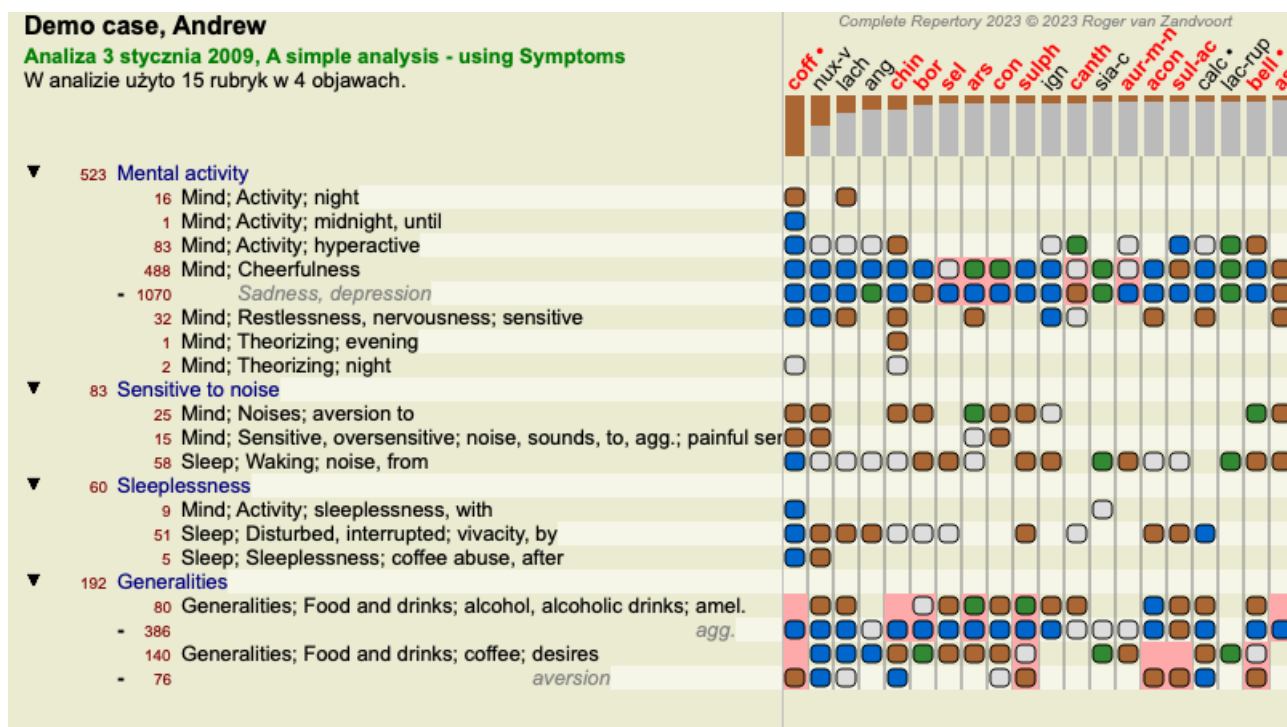 Demo case, Andrew
Complete Repertory 2023 © 2023 Roger van Zandvoort
Analiza 3 stycznia 2009, A simple analysis - using Symptoms
W analizie użyto 15 rubryk w 4 objawach.
coff • nux-v lach ang chin bor sel ars con sulph ign canth sia-c aur-m-n acon sul-ac calc • lac-rup bell •
▼ 523 Mental activity
16 Mind; Activity; night
1 Mind; Activity; midnight, until
83 Mind; Activity; hyperactive
488 Mind; Cheerfulness
- 1070 Sadness, depression
32 Mind; Restlessness, nervousness; sensitive
1 Mind; Theorizing; evening
2 Mind; Theorizing; night
▼ 83 Sensitive to noise
25 Mind; Noises; aversion to
15 Mind; Sensitive, oversensitive; noise, sounds, to, agg.; painful ser
58 Sleep; Waking; noise, from
▼ 60 Sleeplessness
9 Mind; Activity; sleeplessness, with
51 Sleep; Disturbed, interrupted; vivacity, by
5 Sleep; Sleeplessness; coffee abuse, after
▼ 192 Generalities
80 Generalities; Food and drinks; alcohol, alcoholic drinks; amel.
- 386 agg.
140 Generalities; Food and drinks; coffee; desires
- 76 aversion